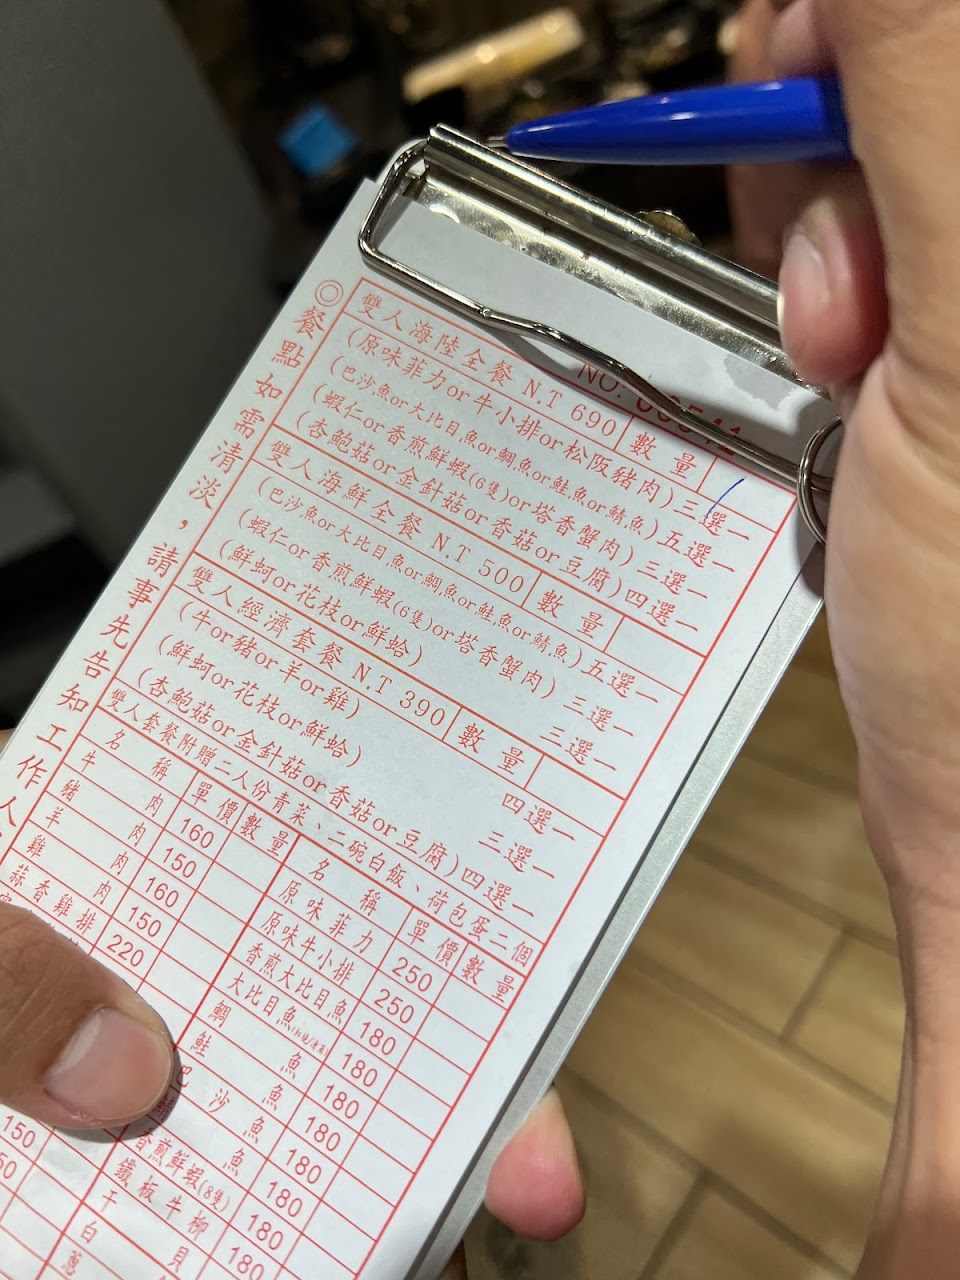 NO.
◎餐點如需清淡，請事先告知工作人
雙人海陸全餐 N.T 690 數量
(原味菲力or牛小排or松阪豬肉)三選一
(巴沙魚or大比目魚or鯛魚or鮭魚or鯖魚)五選一
(蝦仁or香煎鮮蝦(6隻)or塔香蟹肉)三選一
(杏鮑菇or金針菇or香菇or豆腐)四選一
雙人海鮮全餐 N.T 500 數量
(巴沙魚or大比目魚or鯛魚or鮭魚or鯖魚)五選一
(蝦仁or香煎鮮蝦(6隻)or塔香蟹肉)三選一
(鮮蚵or花枝or鮮蛤)三選一
雙人經濟套餐 N.T 390 數量
(牛or豬or羊or雞)四選一
(鮮蚵or花枝or鮮蛤)三選一
(杏鮑菇or金針菇or香菇or豆腐)四選一
雙人套餐附贈二人份青菜、二碗白飯、荷包蛋二個
名稱 單價 數量 名稱 單價 數量
牛肉 160 原味菲力 250
豬肉 150 原味牛小排 250
羊肉 160 香煎大比目魚 180
雞肉 150 大比目魚 180
蒜香雞排 220 鯛魚 180
鮭魚 180
巴沙魚 180
魚 180
150 香煎鮮蝦(8隻) 180
50 鐵板牛柳 180
干貝
白
蔥